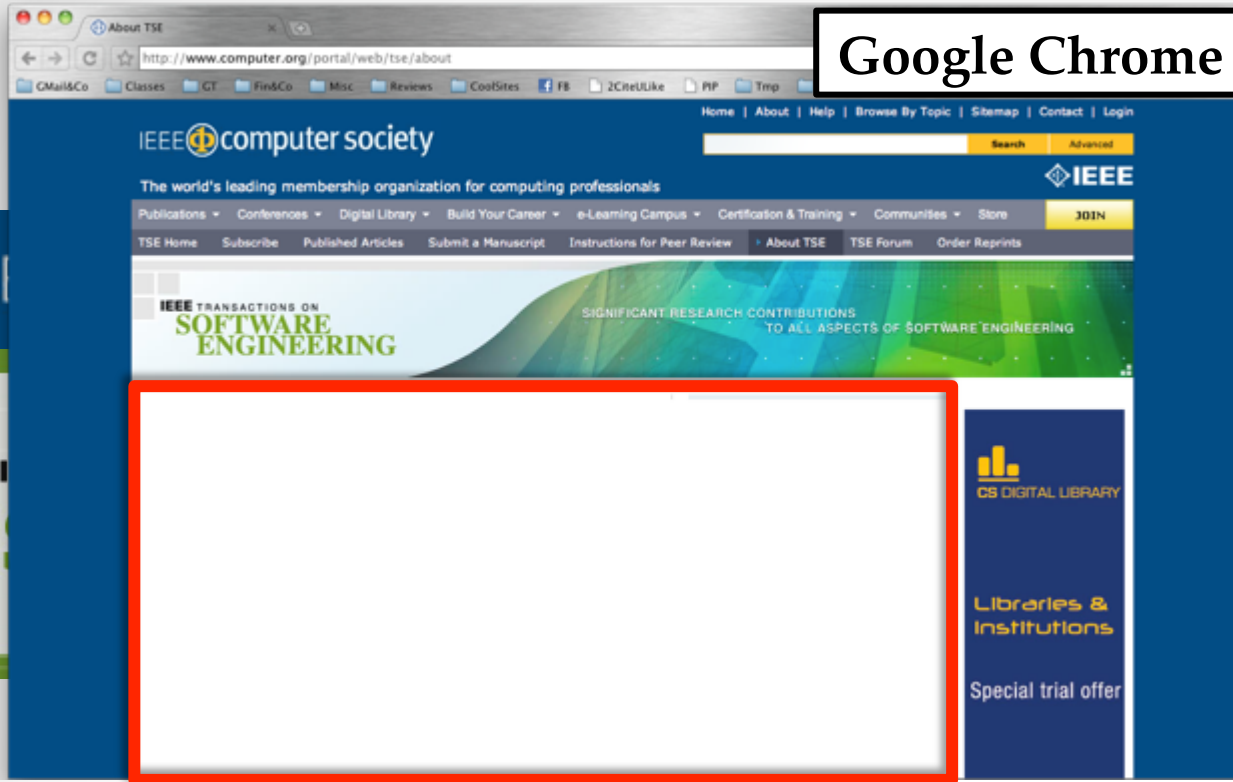 About TSE
Google Chrome
http://www.computer.org/portal/web/tse/about
GMail&Co Classes GT Fin&Co Misc Reviews CoolSites FB 2CiteULike PIP Tmp
Home | About | Help | Browse By Topic | Sitemap | Contact | Login
IEEE computer society
Search Advanced
The world's leading membership organization for computing professionals
IEEE
Publications Conferences Digital Library Build Your Career e-Learning Campus Certification & Training Communities Store JOIN
TSE Home Subscribe Published Articles Submit a Manuscript Instructions for Peer Review About TSE TSE Forum Order Reprints
IEEE TRANSACTIONS ON
SOFTWARE
ENGINEERING
SIGNIFICANT RESEARCH CONTRIBUTIONS
TO ALL ASPECTS OF SOFTWARE ENGINEERING
CS DIGITAL LIBRARY
Libraries &
Institutions
Special trial offer